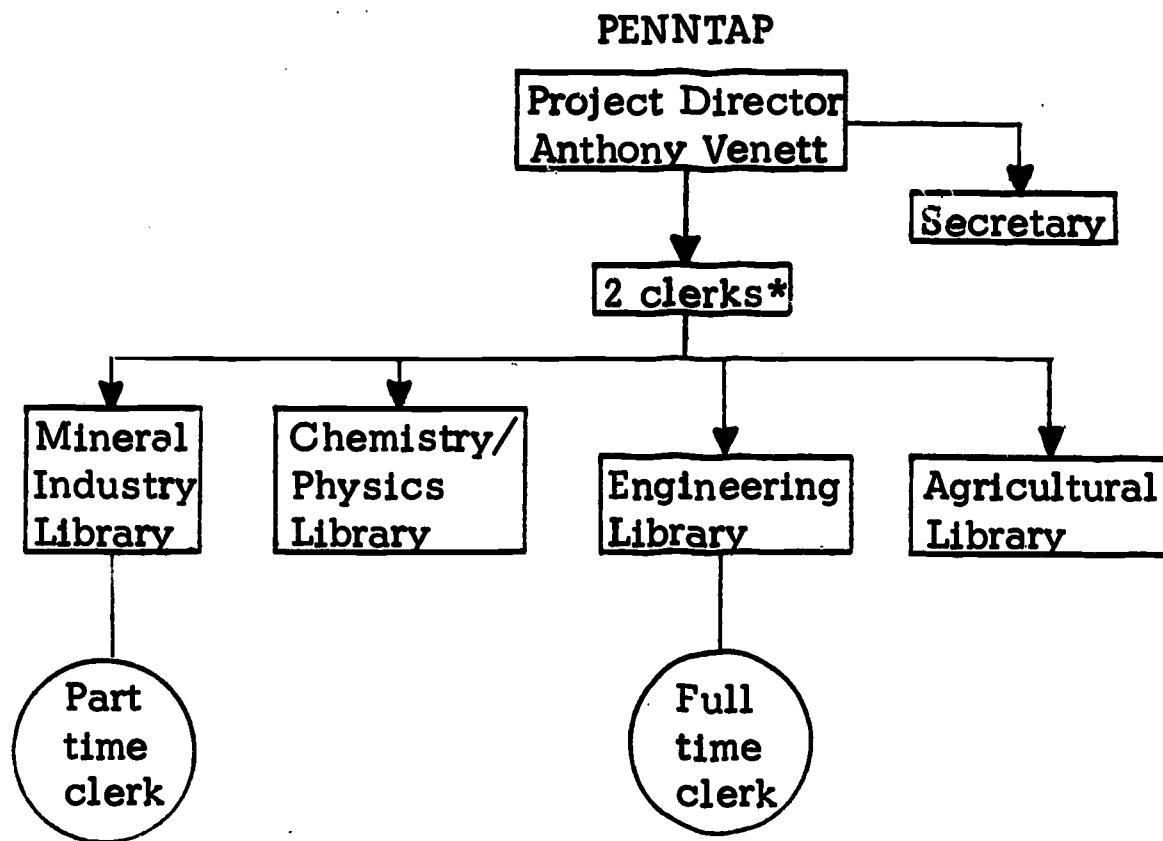 PENNTAP
Project Director
Anthony Venett
Secretary
2 clerks*
Mineral
Industry
Library
Chemistry/
Physics
Library
Engineering
Library
Agricultural
Library
Part
time
clerk
Full
time
clerk